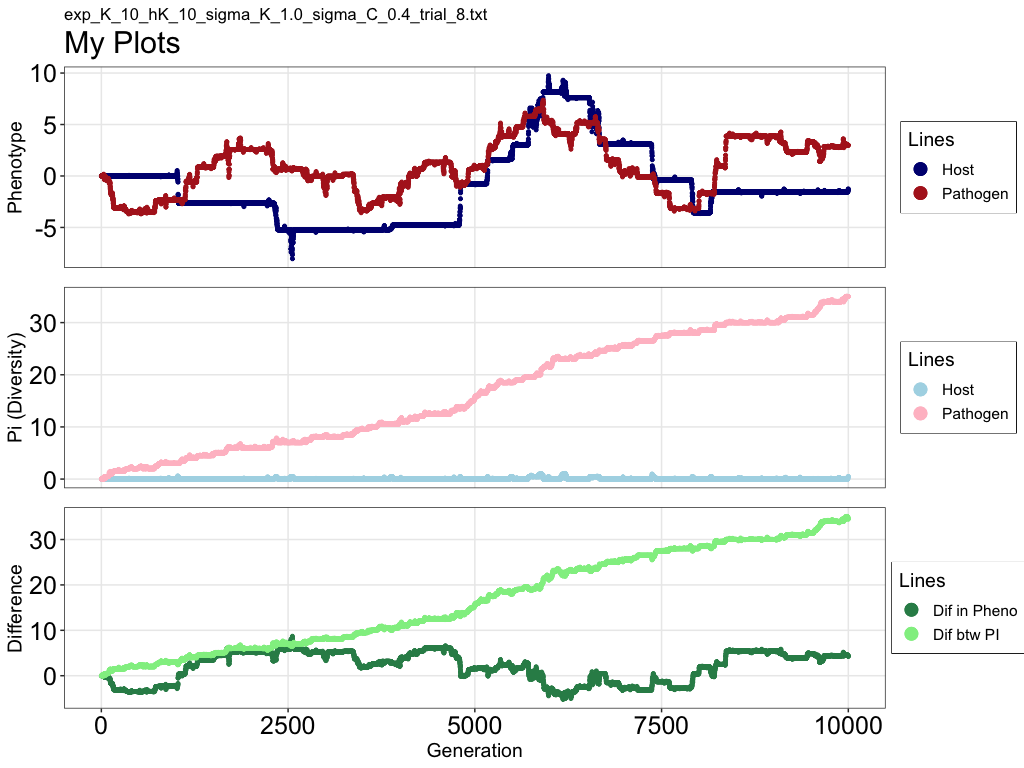 exp_K_10_hK_10_sigma_K_1.0_sigma_C_0.4_trial_8.txt
My Plots
Phenotype
10
5
0
-5
Lines
Host
Pathogen
Pi (Diversity)
30
20
10
0
Lines
Host
Pathogen
Difference
30
20
10
0
Lines
Dif in Pheno
Dif btw PI
0 2500 5000 7500 10000
Generation